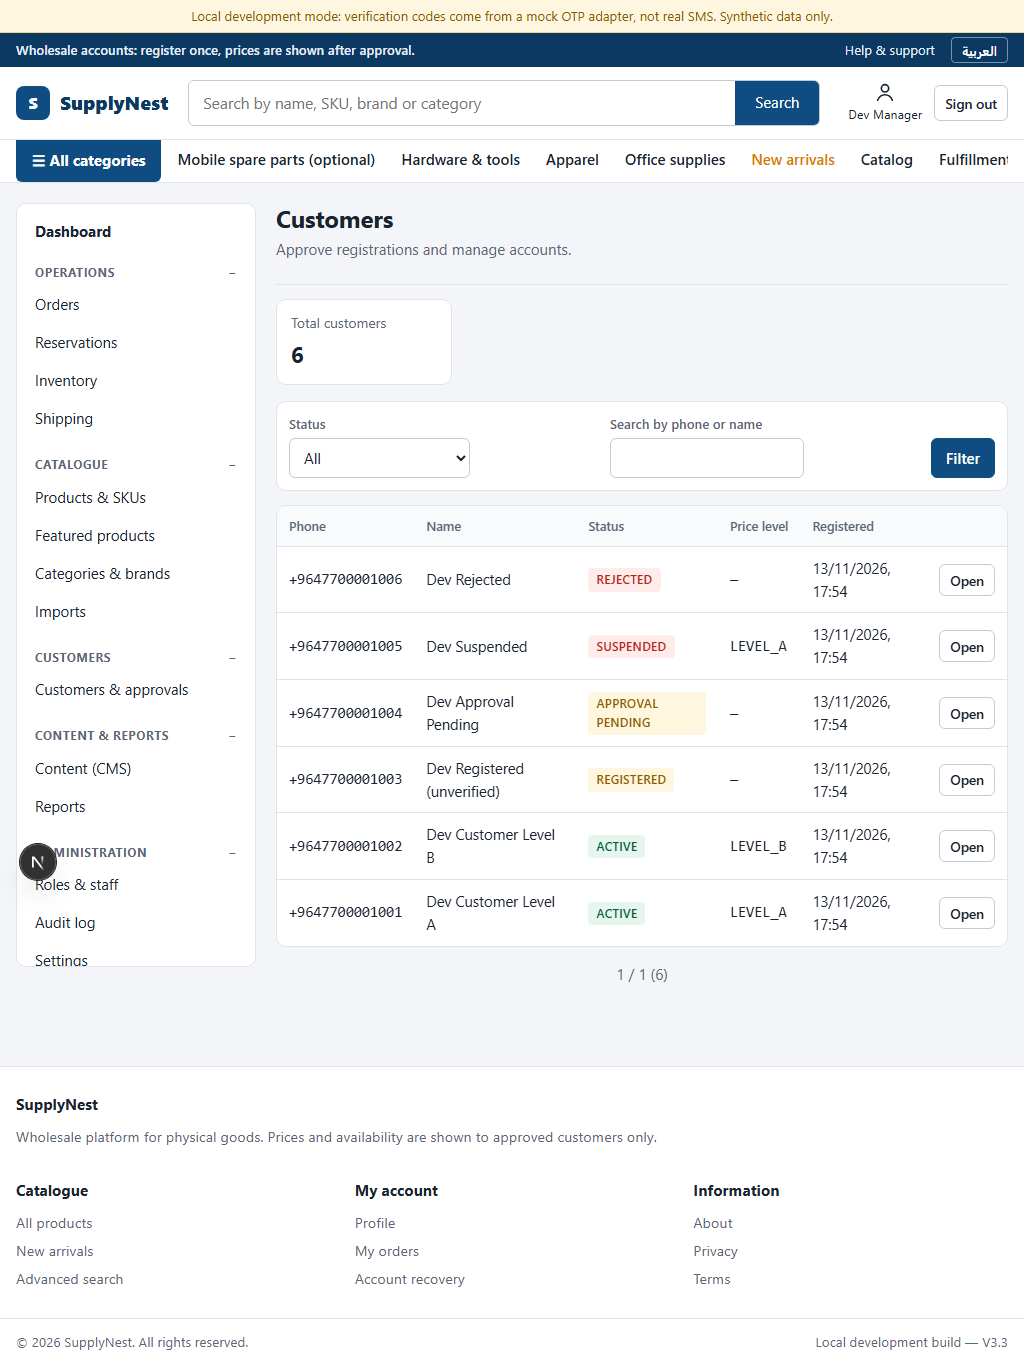 Local development mode: verification codes come from a mock OTP adapter, not real SMS. Synthetic data only.
Wholesale accounts: register once, prices are shown after approval.
Help & support
العربية
S
SupplyNest
Search by name, SKU, brand or category
Search
Dev Manager
Sign out
☰ All categories
Mobile spare parts (optional)
Hardware & tools
Apparel
Office supplies
New arrivals
Catalog
Fulfillment
Dashboard
OPERATIONS –
Orders
Reservations
Inventory
Shipping
CATALOGUE –
Products & SKUs
Featured products
Categories & brands
Imports
CUSTOMERS –
Customers & approvals
CONTENT & REPORTS –
Content (CMS)
Reports
MINISTRATION –
N
Roles & staff
Audit log
Settings
Customers
Approve registrations and manage accounts.
Total customers
6
Status
All
Search by phone or name
Filter
Phone Name Status Price level Registered
+9647700001006 Dev Rejected REJECTED – 13/11/2026, 17:54 Open
+9647700001005 Dev Suspended SUSPENDED LEVEL_A 13/11/2026, 17:54 Open
+9647700001004 Dev Approval Pending APPROVAL PENDING – 13/11/2026, 17:54 Open
+9647700001003 Dev Registered (unverified) REGISTERED – 13/11/2026, 17:54 Open
+9647700001002 Dev Customer Level B ACTIVE LEVEL_B 13/11/2026, 17:54 Open
+9647700001001 Dev Customer Level A ACTIVE LEVEL_A 13/11/2026, 17:54 Open
1 / 1 (6)
SupplyNest
Wholesale platform for physical goods. Prices and availability are shown to approved customers only.
Catalogue
All products
New arrivals
Advanced search
My account
Profile
My orders
Account recovery
Information
About
Privacy
Terms
© 2026 SupplyNest. All rights reserved.
Local development build — V3.3